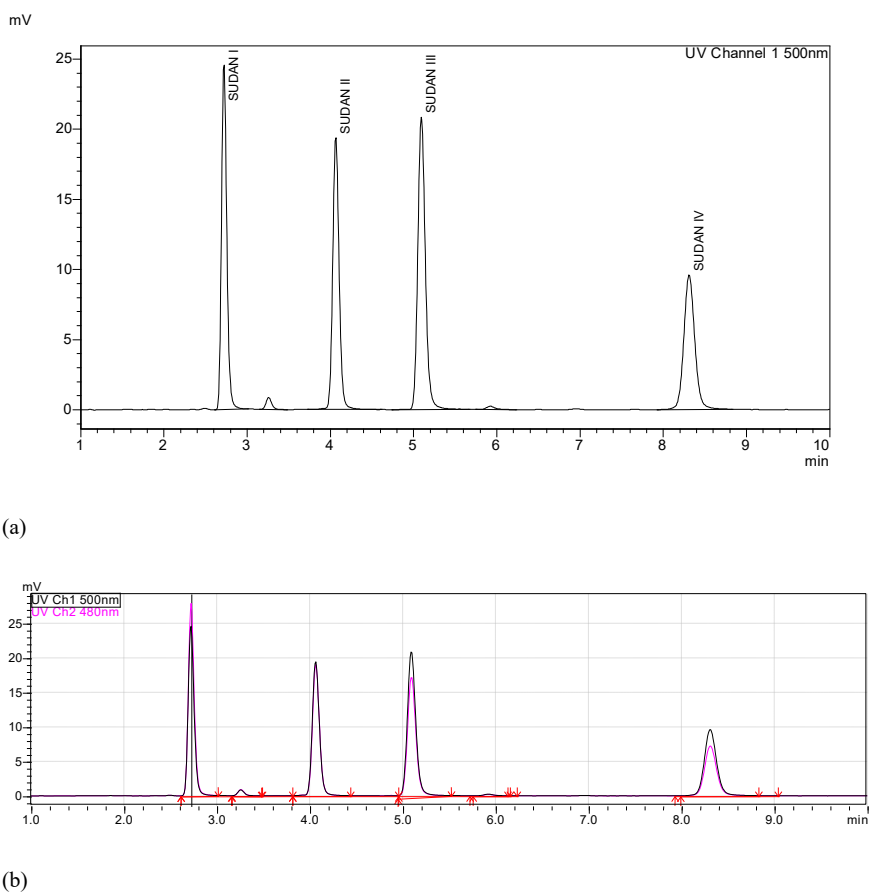 mV
UV Channel 1 500nm
SUDAN I
SUDAN II
SUDAN III
SUDAN IV
25
20
15
10
5
0
1 2 3 4 5 6 7 8 9 10
min
(a)
mV
UV Ch1 500nm
UV Ch2 480nm
25
20
15
10
5
0
1.0 2.0 3.0 4.0 5.0 6.0 7.0 8.0 9.0 min
(b)